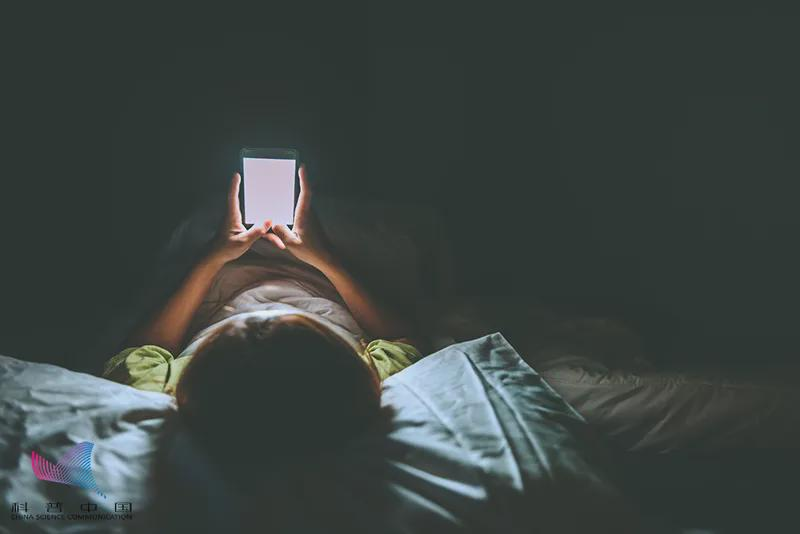 科普中国
CHINA SCIENCE COMMUNICATION